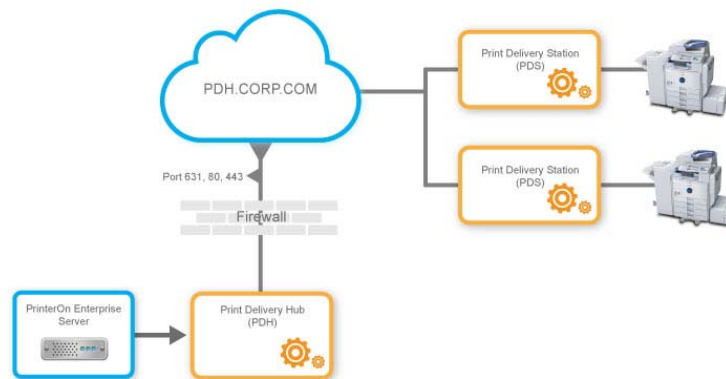 PDH.CORP.COM
Print Delivery Station
(PDS)
Port 631, 80, 443
Print Delivery Station
(PDS)
Firewall
PrinterOn Enterprise
Server
Print Delivery Hub
(PDH)